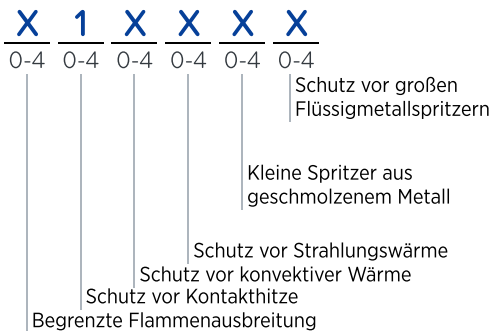 X 1 X X X X
0-4 0-4 0-4 0-4 0-4 0-4
Schutz vor großen
Flüssigmetallspritzern
Kleine Spritzer aus
geschmolzenem Metall
Schutz vor Strahlungswärme
Schutz vor konvektiver Wärme
Schutz vor Kontakthitze
Begrenzte Flammenausbreitung